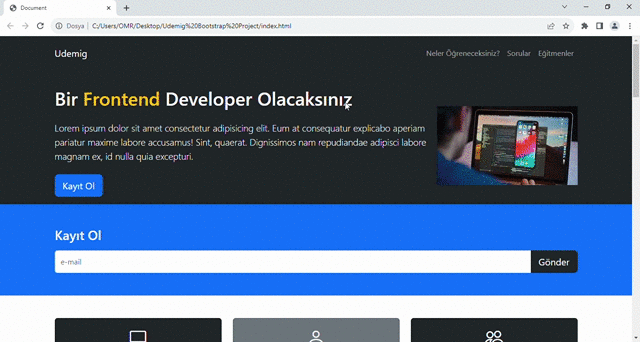 Document
Dosya | C:/Users/OMR/Desktop/Udemig%20Bootstrap%20Project/index.html
Udemig
Neler Öğreneceksiniz? Sorular Eğitmenler
Bir Frontend Developer Olacaksınız
Lorem ipsum dolor sit amet consectetur adipisicing elit. Eum at consequatur explicabo aperiam
pariatur maxime labore accusamus! Sint, quaerat. Dignissimos nam repudiandae adipisci labore
magnam ex, id nulla quia excepturi.
Kayıt Ol
Kayıt Ol
e-mail
Gönder